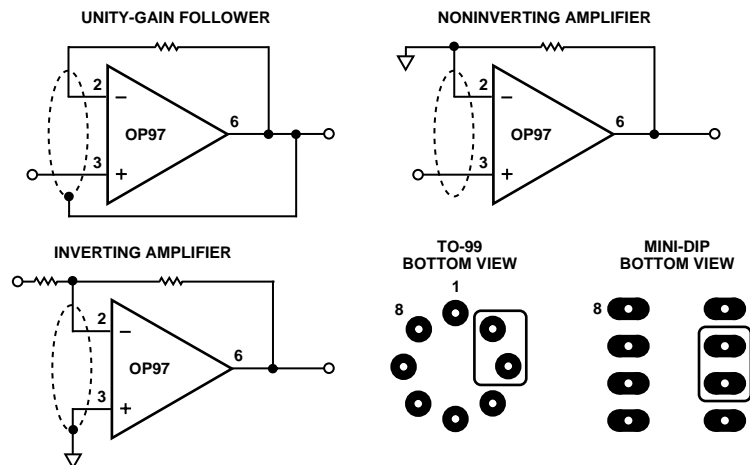 UNITY-GAIN FOLLOWER
2
−
OP97
6
3
+
NONINVERTING AMPLIFIER
2
−
OP97
6
3
+
INVERTING AMPLIFIER
2
−
OP97
6
3
+
TO-99
BOTTOM VIEW
1
8
MINI-DIP
BOTTOM VIEW
8